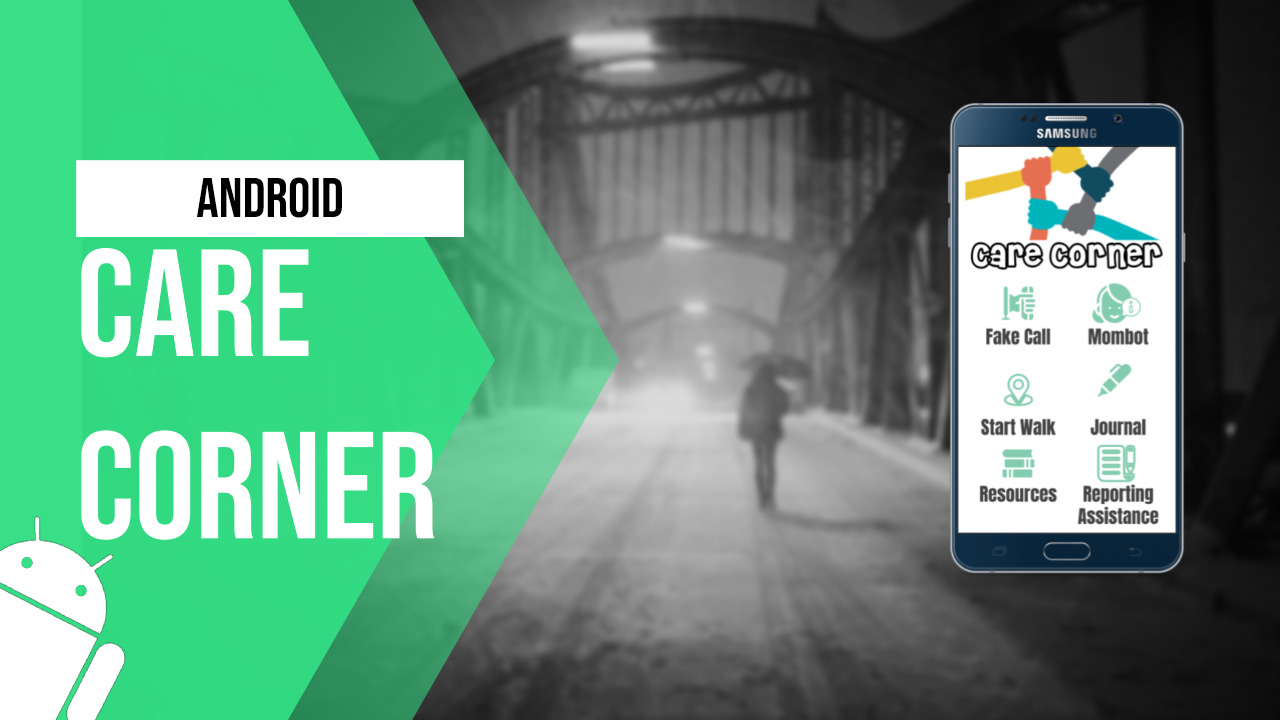 ANDROID
CARE
CORNER
SAMSUNG
care corner
Fake Call
Mombot
Start Walk
Journal
Resources
Reporting
Assistance